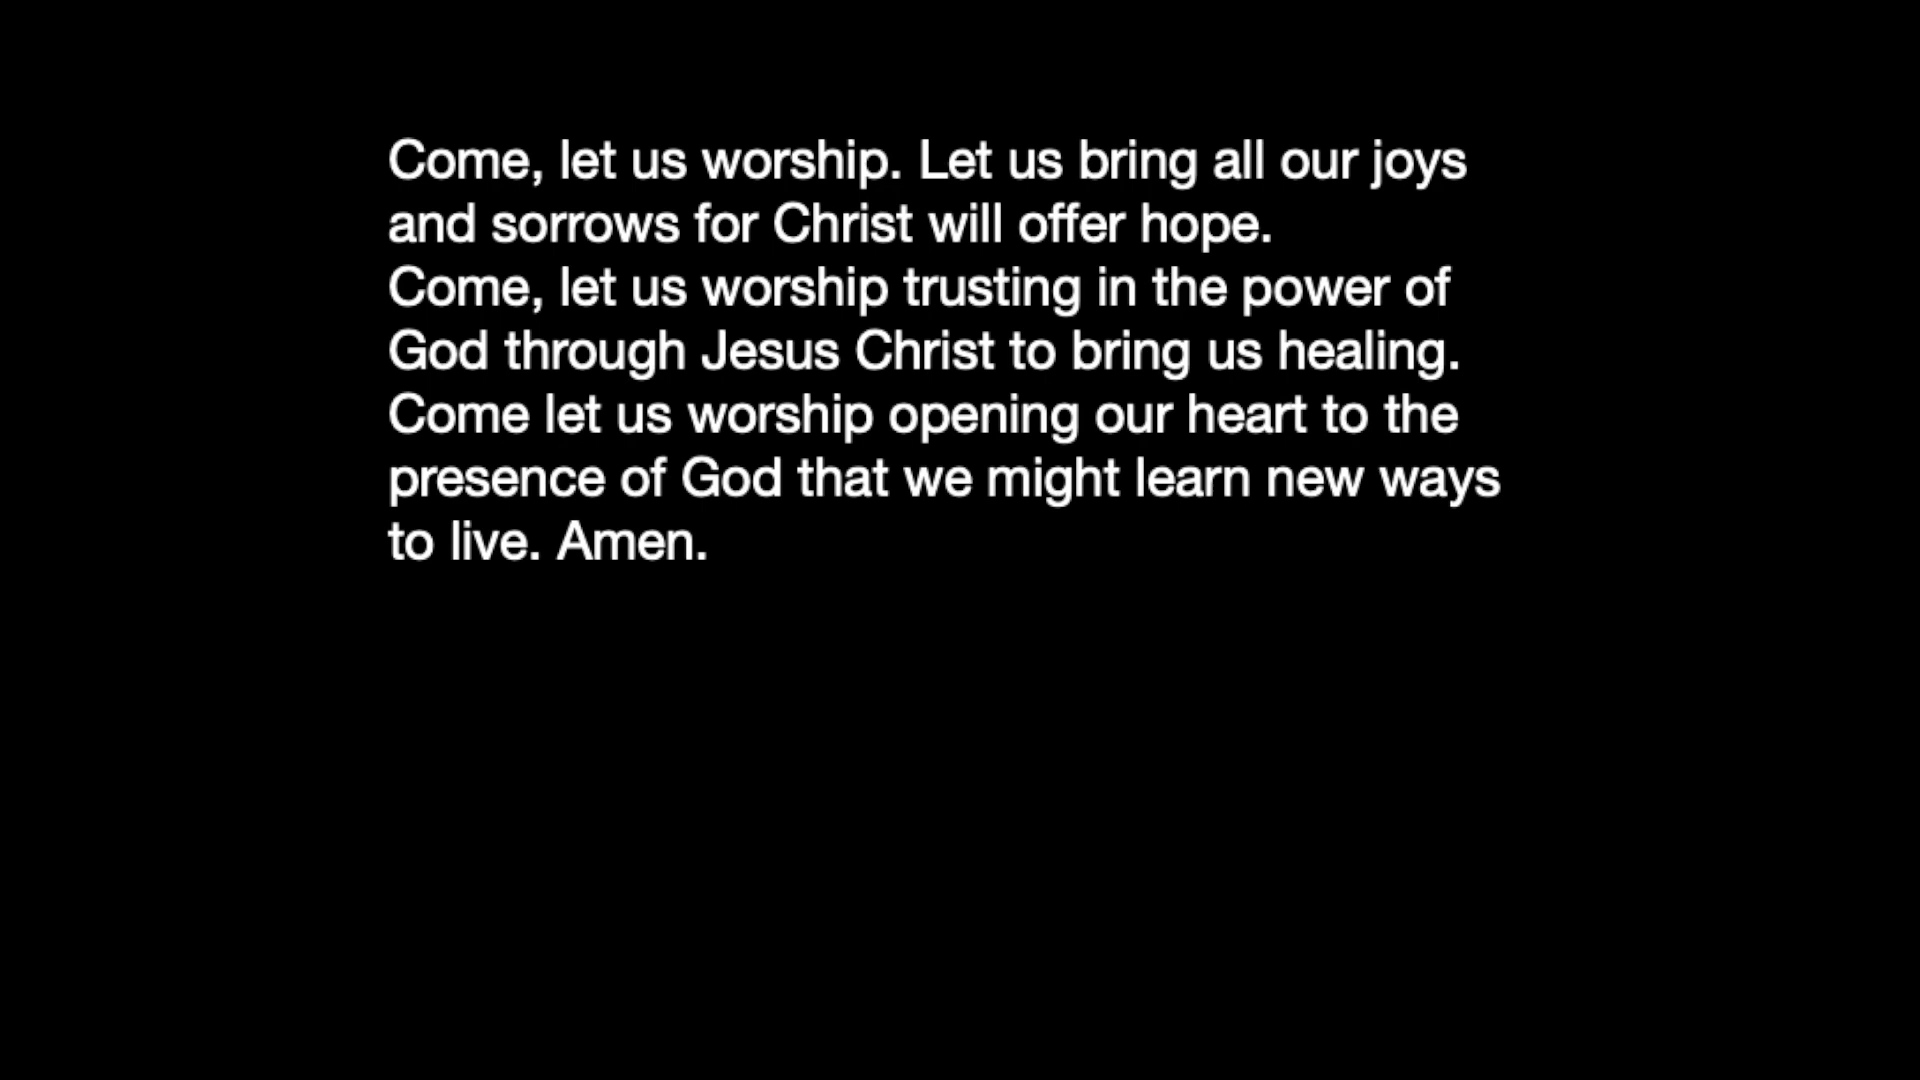 Come, let us worship. Let us bring all our joys
and sorrows for Christ will offer hope.
Come, let us worship trusting in the power of
God through Jesus Christ to bring us healing.
Come let us worship opening our heart to the
presence of God that we might learn new ways
to live. Amen.